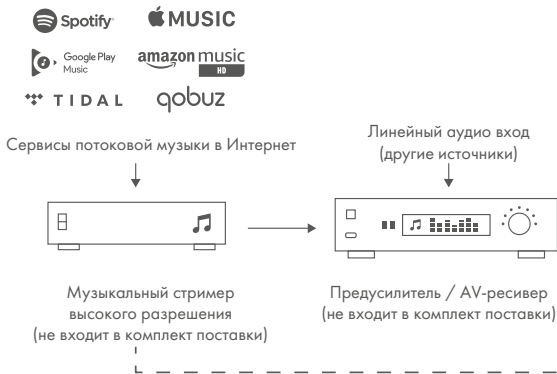 Spotify
MUSIC
Google Play
Music
amazon music
HD
TIDAL
qobuz
Сервисы потоковой музыки в Интернет
Линейный аудио вход
(другие источники)
Музыкальный стример
высокого разрешения
(не входит в комплект поставки)
Предусилитель / AV-ресивер
(не входит в комплект поставки)